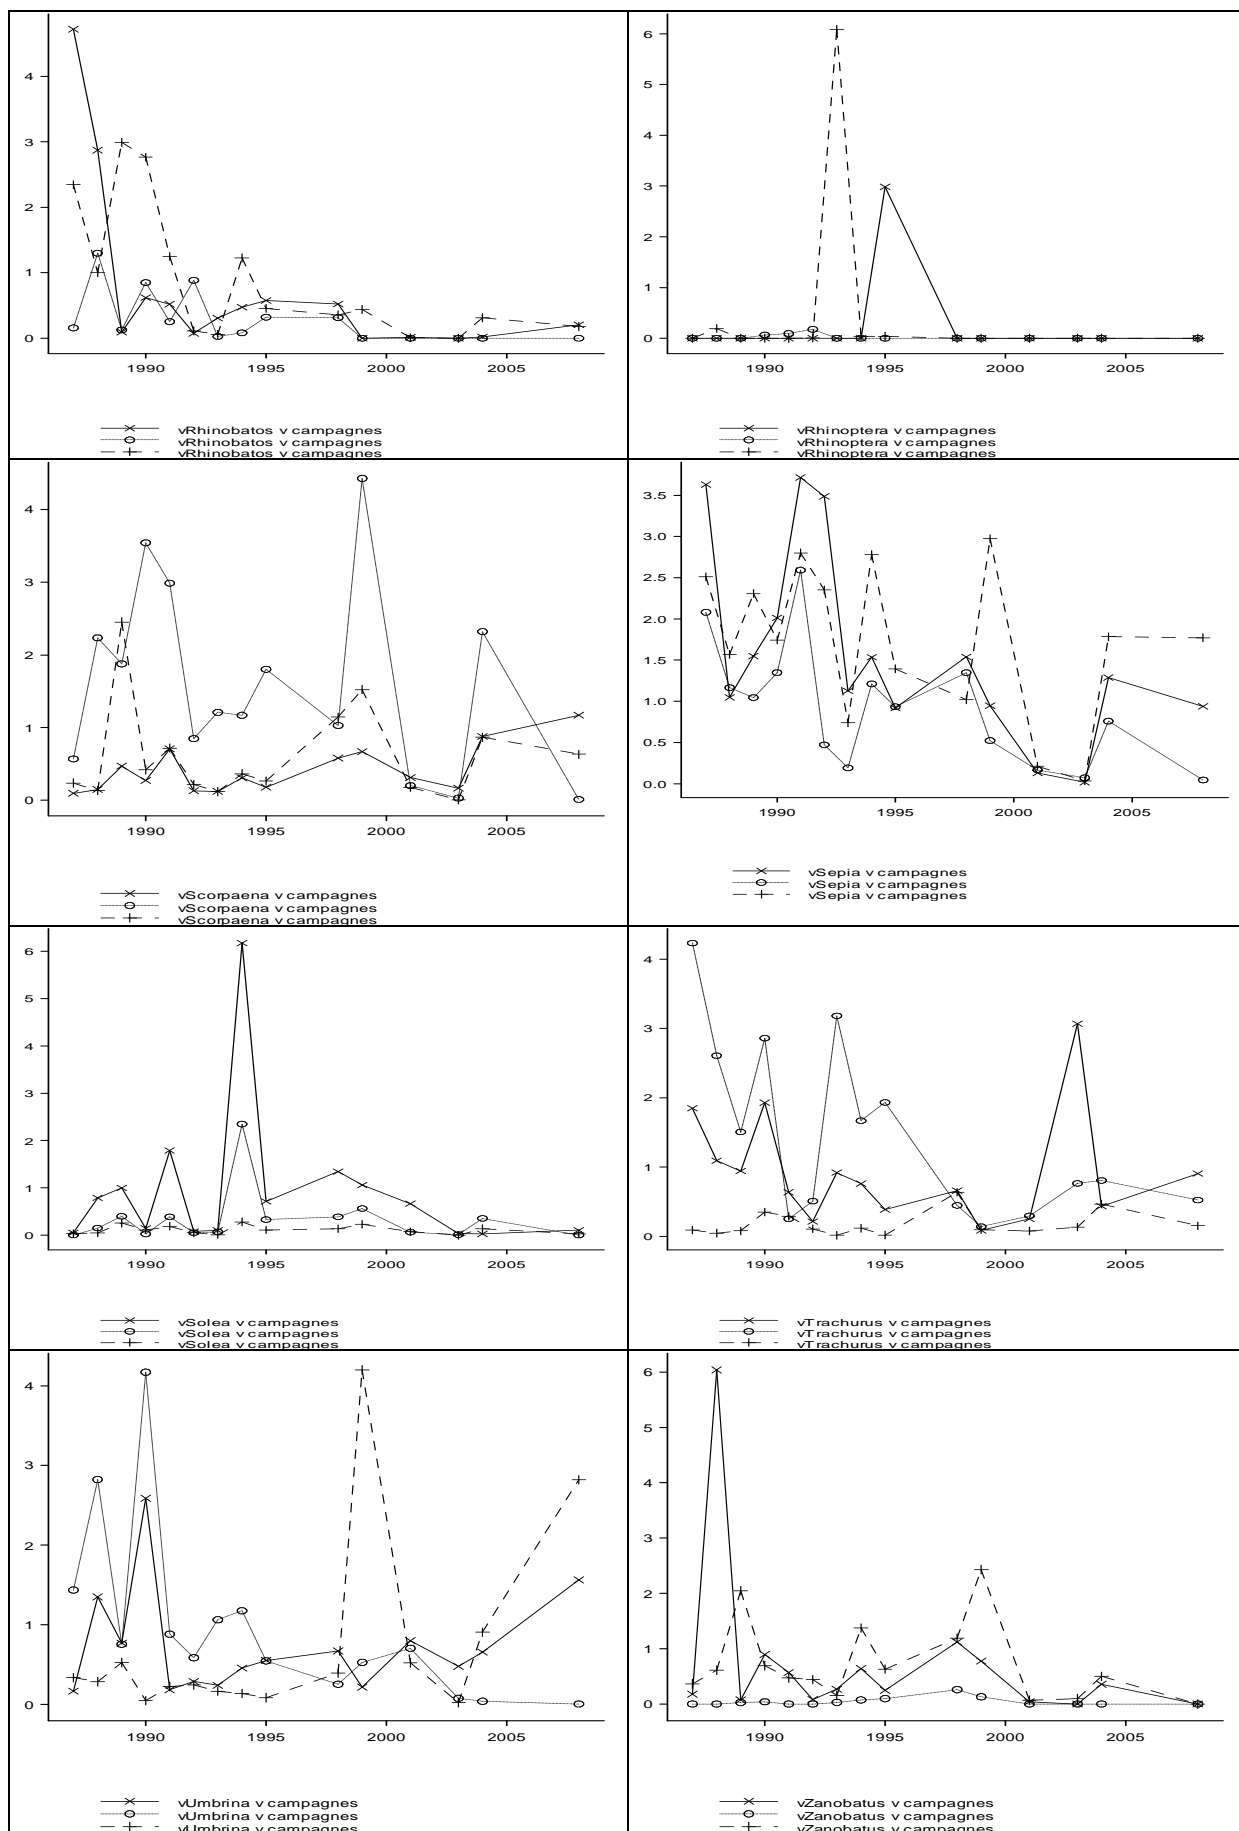 4
3
2
1
0
1990 1995 2000 2005
vRhinobatos v campagnes
vRhinobatos v campagnes
vRhinobatos v campagnes
6
5
4
3
2
1
0
1990 1995 2000 2005
vRhinoptera v campagnes
vRhinoptera v campagnes
vRhinoptera v campagnes
4
3
2
1
0
1990 1995 2000 2005
vScorpaena v campagnes
vScorpaena v campagnes
vScorpaena v campagnes
3.5
3.0
2.5
2.0
1.5
1.0
0.5
0.0
1990 1995 2000 2005
vSepia v campagnes
vSepia v campagnes
vSepia v campagnes
6
5
4
3
2
1
0
1990 1995 2000 2005
vSolea v campagnes
vSolea v campagnes
vSolea v campagnes
4
3
2
1
0
1990 1995 2000 2005
vTrachurus v campagnes
vTrachurus v campagnes
vTrachurus v campagnes
4
3
2
1
0
1990 1995 2000 2005
vUmbrina v campagnes
vUmbrina v campagnes
vUmbrina v campagnes
6
5
4
3
2
1
0
1990 1995 2000 2005
vZanobatus v campagnes
vZanobatus v campagnes
vZanobatus v campagnes